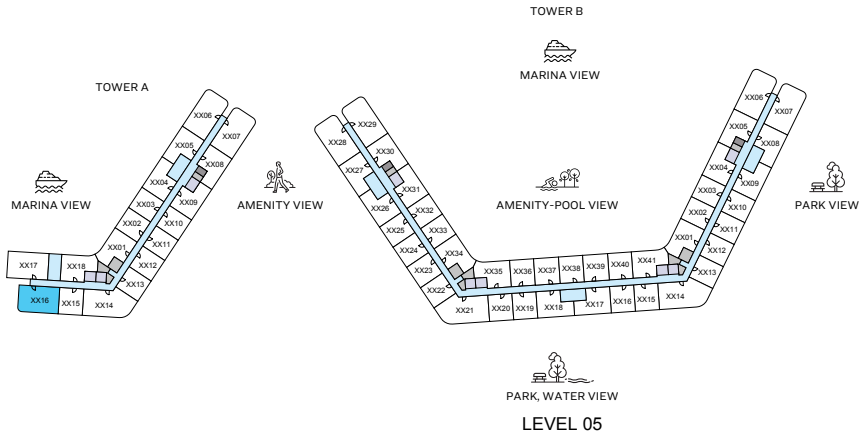 TOWER B
MARINA VIEW
TOWER A
MARINA VIEW
AMENITY VIEW
AMENITY-POOL VIEW
PARK VIEW
XX06
XX07
XX05
XX08
XX04
XX09
XX03
XX10
XX02
XX11
XX01
XX12
XX13
XX17
XX18
XX16
XX15
XX14
XX29
XX28
XX30
XX27
XX31
XX26
XX32
XX25
XX33
XX24
XX34
XX23
XX22
XX35
XX36
XX37
XX38
XX39
XX40
XX41
XX21
XX20
XX19
XX18
XX17
XX16
XX15
XX14
XX06
XX07
XX05
XX08
XX04
XX09
XX03
XX10
XX02
XX11
XX01
XX12
XX13
PARK, WATER VIEW
LEVEL 05